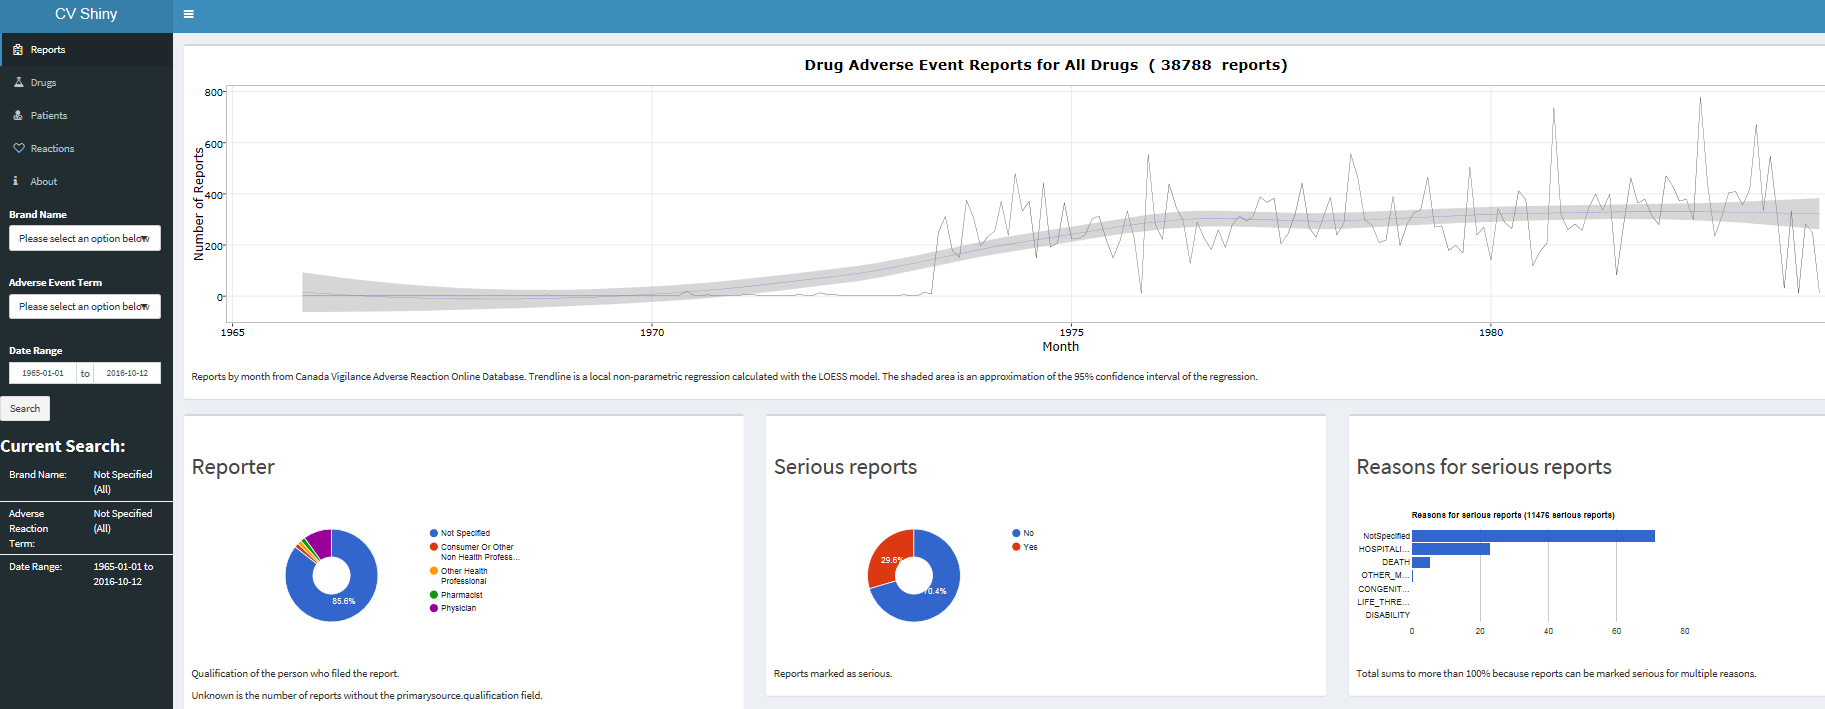 CV Shiny
Reports
Drugs
Patients
Reactions
About
Brand Name
Please select an option below
Adverse Event Term
Please select an option below
Date Range
1965-01-01 to 2016-10-12
Search
Current Search:
Brand Name: Not Specified
(All)
Adverse Not Specified
Reaction (All)
Term:
Date Range: 1965-01-01 to
2016-10-12
Drug Adverse Event Reports for All Drugs ( 38788 reports)
Number of Reports
800
600
400
200
0
1965 1970 1975 1980
Month
Reports by month from Canada Vigilance Adverse Reaction Online Database. Trendline is a local non-parametric regression calculated with the LOESS model. The shaded area is an approximation of the 95% confidence interval of the regression.
Reporter
85.6%
Not Specified
Consumer Or Other
Non Health Profess...
Other Health
Professional
Pharmacist
Physician
Qualification of the person who filed the report.
Unknown is the number of reports without the primarysource.qualification field.
Serious reports
29.6%
70.4%
No
Yes
Reports marked as serious.
Reasons for serious reports
Reasons for serious reports (11476 serious reports)
NotSpecified
HOSPITALI...
DEATH
OTHER_M...
CONGENIT...
LIFE_THRE...
DISABILITY
0 20 40 60 80
Total sums to more than 100% because reports can be marked serious for multiple reasons.